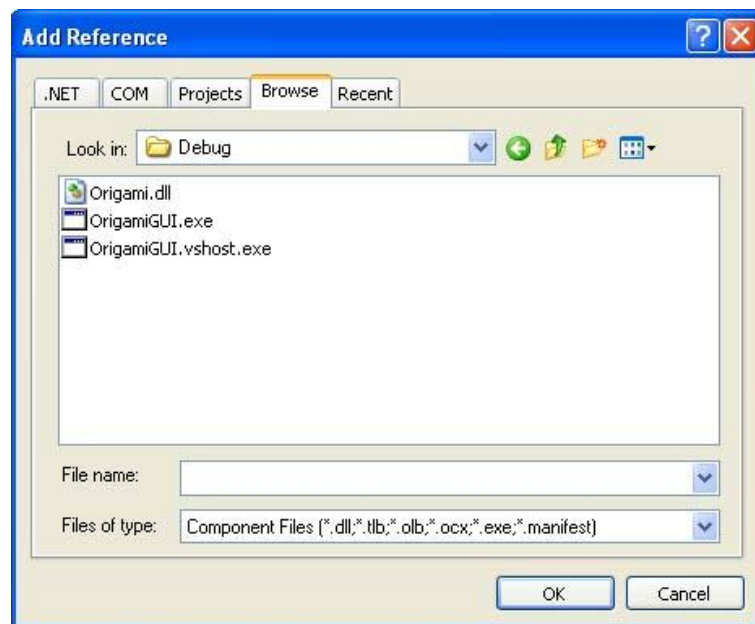 Add Reference
.NET COM Projects Browse Recent
Look in: Debug
Origami.dll
OrigamiGUI.exe
OrigamiGUI.vshost.exe
File name:
Files of type: Component Files (*.dll;*.tlb;*.olb;*.ocx;*.exe;*.manifest)
OK Cancel